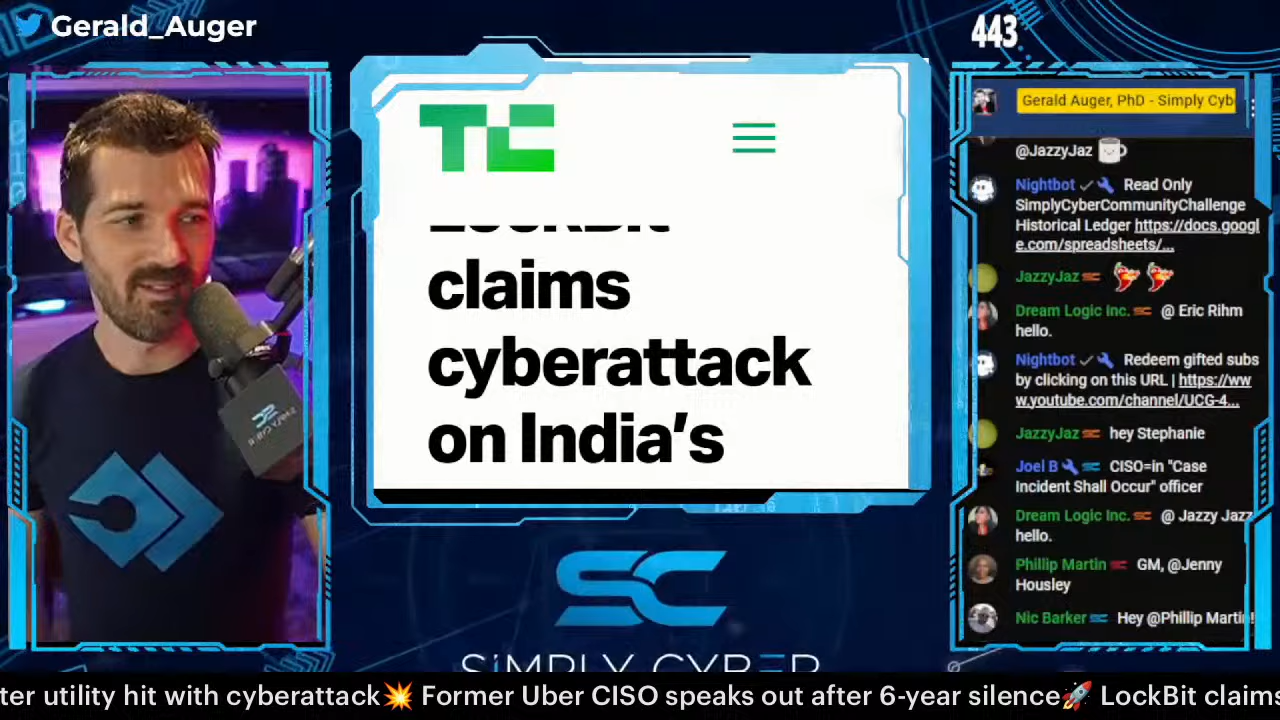 Gerald_Auger
443
TC
claims
cyberattack
on India's
Gerald Auger, PhD - Simply Cyb
@JazzyJaz
Nightbot Read Only
SimplyCyberCommunityChallenge
Historical Ledger https://docs.googl
e.com/spreadsheets/...
JazzyJaz
Dream Logic Inc. @ Eric Rihm
hello.
Nightbot Redeem gifted subs
by clicking on this URL | https://ww
w.youtube.com/channel/UCG-4...
JazzyJaz hey Stephanie
Joel B CISO=in "Case
Incident Shall Occur" officer
Dream Logic Inc. @ Jazzy Jazz
hello.
Phillip Martin GM, @Jenny
Housley
Nic Barker Hey @Phillip Martin!
SC
SIMPLY CYBER
ter utility hit with cyberattack💥 Former Uber CISO speaks out after 6-year silence🚀 LockBit claims